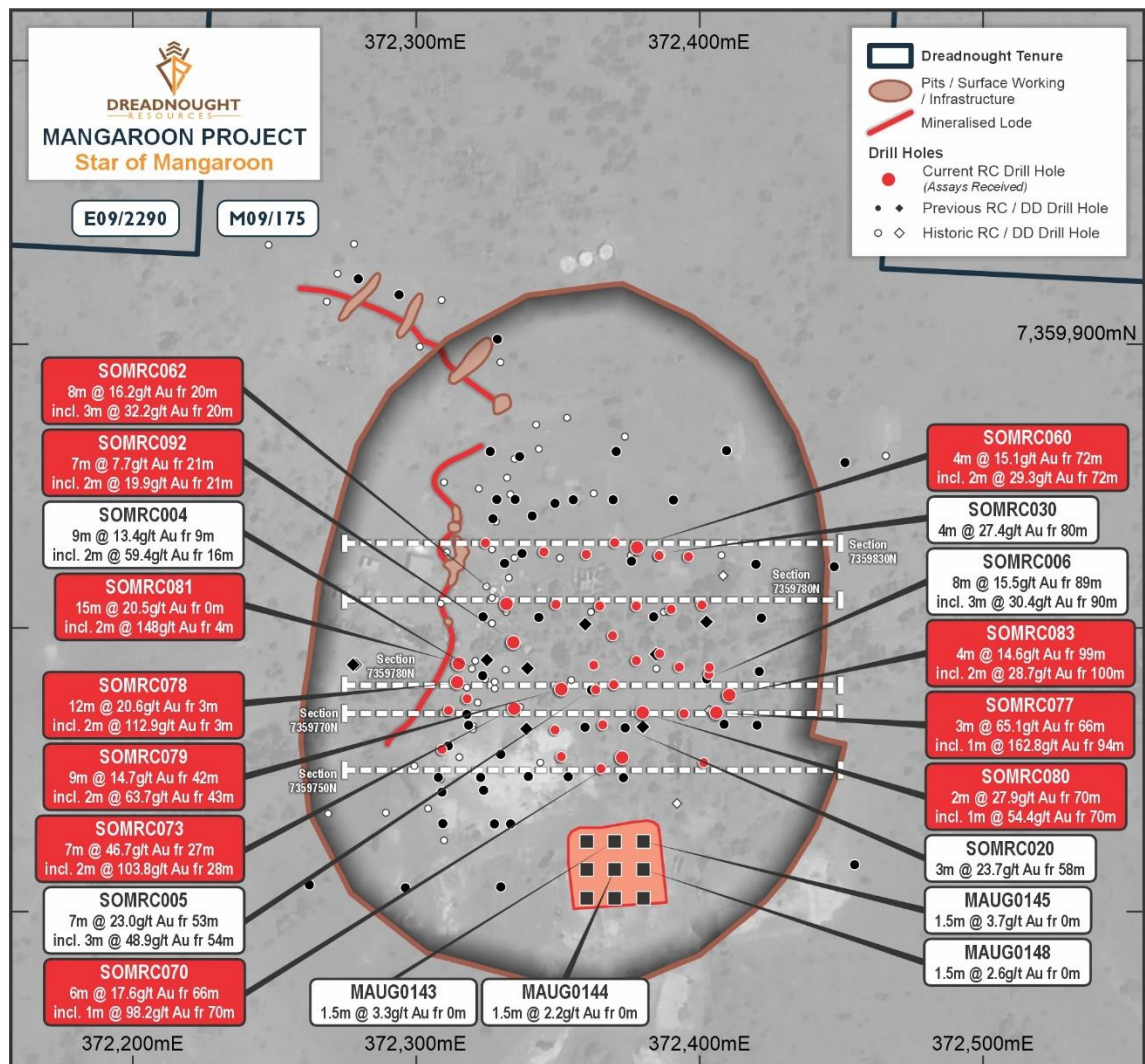 372,300mE
372,400mE
DREADNOUGHT
RESOURCES
MANGAROON PROJECT
Star of Mangaroon
E09/2290
M09/175
Dreadnought Tenure
Pits / Surface Working
/ Infrastructure
Mineralised Lode
Drill Holes
Current RC Drill Hole
(Assays Received)
Previous RC / DD Drill Hole
Historic RC / DD Drill Hole
7,359,900mN
SOMRC062
8m @ 16.2g/t Au fr 20m
incl. 3m @ 32.2g/t Au fr 20m
SOMRC092
7m @ 7.7g/t Au fr 21m
incl. 2m @ 19.9g/t Au fr 21m
SOMRC004
9m @ 13.4g/t Au fr 9m
incl. 2m @ 59.4g/t Au fr 16m
SOMRC081
15m @ 20.5g/t Au fr 0m
incl. 2m @ 148g/t Au fr 4m
SOMRC078
12m @ 20.6g/t Au fr 3m
incl. 2m @ 112.9g/t Au fr 3m
SOMRC079
9m @ 14.7g/t Au fr 42m
incl. 2m @ 63.7g/t Au fr 43m
SOMRC073
7m @ 46.7g/t Au fr 27m
incl. 2m @ 103.8g/t Au fr 28m
SOMRC005
7m @ 23.0g/t Au fr 53m
incl. 3m @ 48.9g/t Au fr 54m
SOMRC070
6m @ 17.6g/t Au fr 66m
incl. 1m @ 98.2g/t Au fr 70m
Section
7359830N
Section
7359780N
Section
7359780N
Section
7359770N
Section
7359750N
SOMRC060
4m @ 15.1g/t Au fr 72m
incl. 2m @ 29.3g/t Au fr 72m
SOMRC030
4m @ 27.4g/t Au fr 80m
SOMRC006
8m @ 15.5g/t Au fr 89m
incl. 3m @ 30.4g/t Au fr 90m
SOMRC083
4m @ 14.6g/t Au fr 99m
incl. 2m @ 28.7g/t Au fr 100m
SOMRC077
3m @ 65.1g/t Au fr 66m
incl. 1m @ 162.8g/t Au fr 94m
SOMRC080
2m @ 27.9g/t Au fr 70m
incl. 1m @ 54.4g/t Au fr 70m
SOMRC020
3m @ 23.7g/t Au fr 58m
MAUG0145
1.5m @ 3.7g/t Au fr 0m
MAUG0148
1.5m @ 2.6g/t Au fr 0m
MAUG0143
1.5m @ 3.3g/t Au fr 0m
MAUG0144
1.5m @ 2.2g/t Au fr 0m
372,200mE
372,300mE
372,400mE
372,500mE